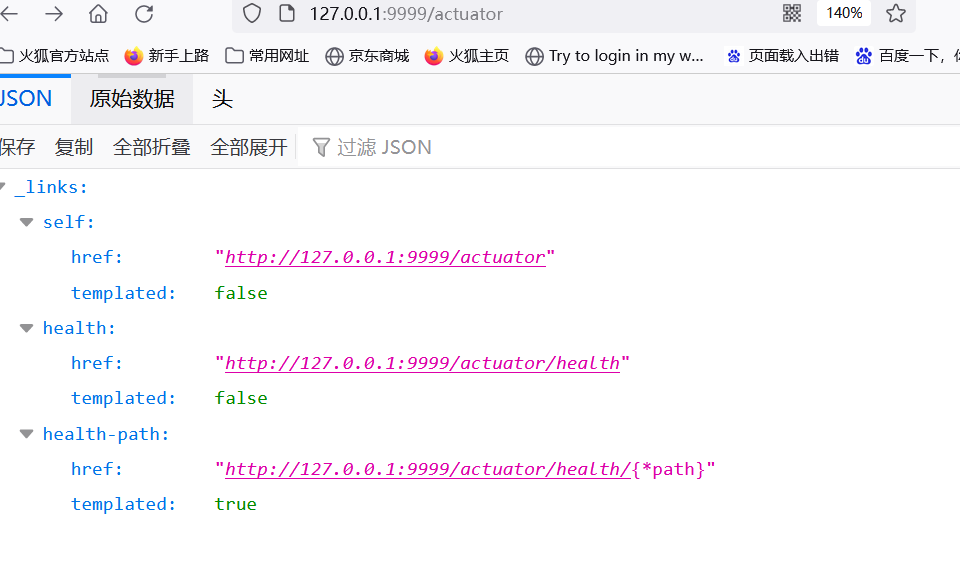 127.0.0.1:9999/actuator 140%
火狐官方站点 新手上路 常用网址 京东商城 火狐主页 Try to login in my w... 页面载入出错 百度一下，
JSON 原始数据 头
保存 复制 全部折叠 全部展开 过滤 JSON
_links:
self:
href: "http://127.0.0.1:9999/actuator"
templated: false
health:
href: "http://127.0.0.1:9999/actuator/health"
templated: false
health-path:
href: "http://127.0.0.1:9999/actuator/health/{*path}"
templated: true